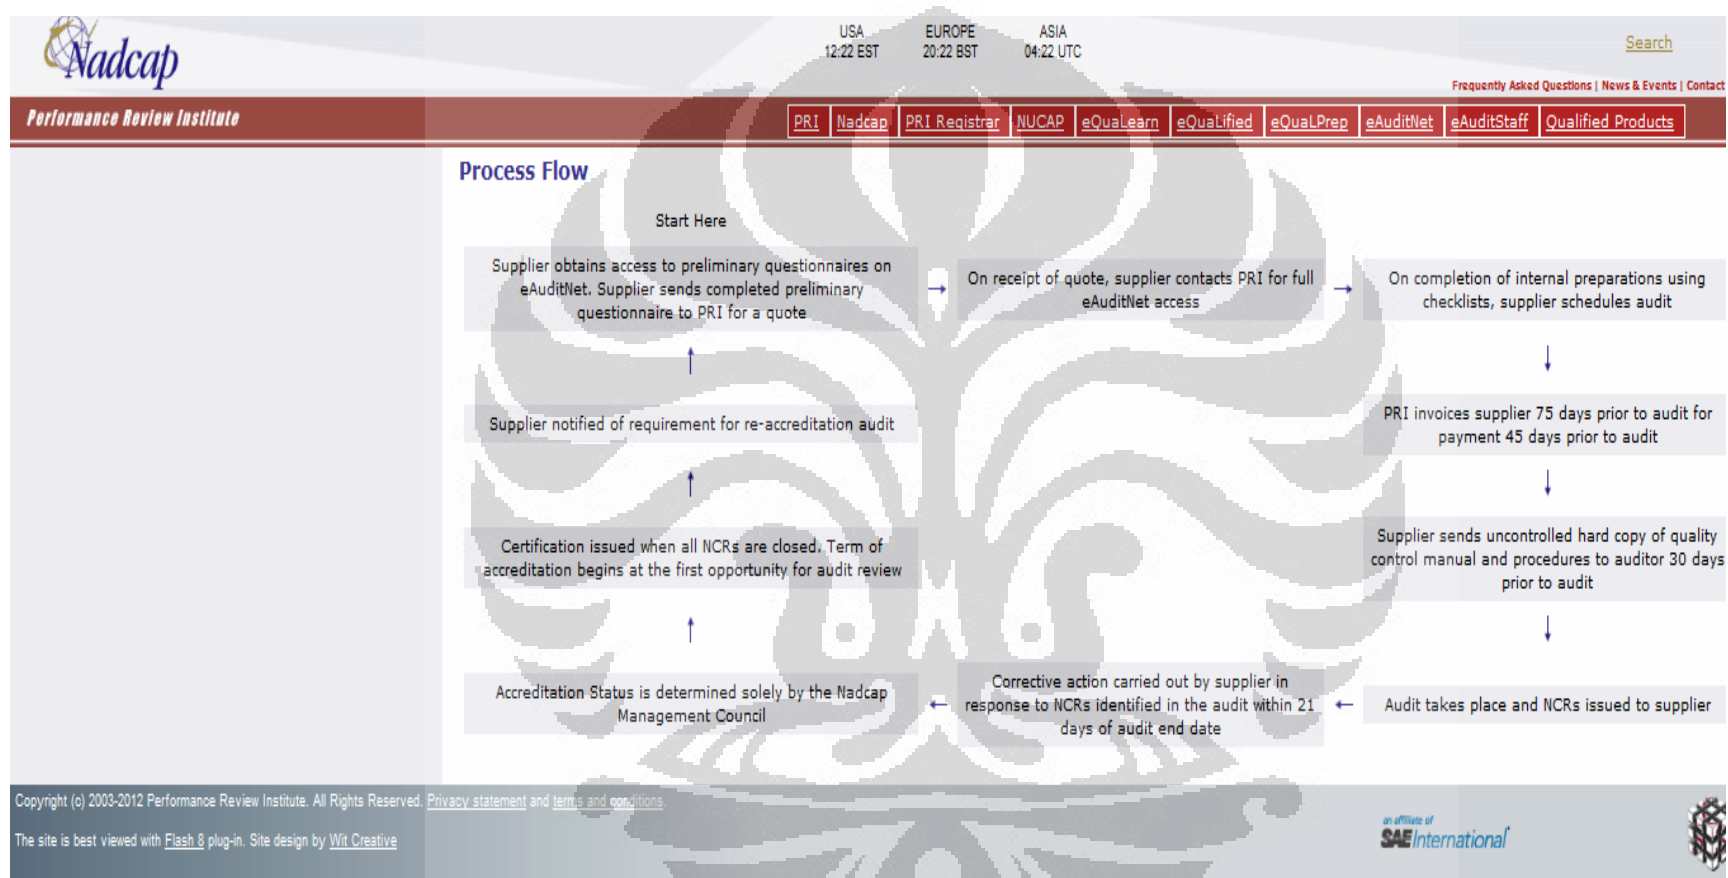 Nadcap
USA
12:22 EST
EUROPE
20:22 BST
ASIA
04:22 UTC
Search
Frequently Asked Questions | News & Events | Contact
Performance Review Institute
PRI
Nadcap
PRI Registrar
NUCAP
eQuaLearn
eQuaLified
eQuaLPrep
eAuditNet
eAuditStaff
Qualified Products
Process Flow
Start Here
Supplier obtains access to preliminary questionnaires on
eAuditNet. Supplier sends completed preliminary
questionnaire to PRI for a quote
On receipt of quote, supplier contacts PRI for full
eAuditNet access
On completion of internal preparations using
checklists, supplier schedules audit
PRI invoices supplier 75 days prior to audit for
payment 45 days prior to audit
Supplier sends uncontrolled hard copy of quality
control manual and procedures to auditor 30 days
prior to audit
Audit takes place and NCRs issued to supplier
Corrective action carried out by supplier in
response to NCRs identified in the audit within 21
days of audit end date
Accreditation Status is determined solely by the Nadcap
Management Council
Certification issued when all NCRs are closed. Term of
accreditation begins at the first opportunity for audit review
Supplier notified of requirement for re-accreditation audit
Copyright (c) 2003-2012 Performance Review Institute. All Rights Reserved. Privacy statement and terms and conditions.
The site is best viewed with Flash 8 plug-in. Site design by Wit Creative
an affiliate of
SAE International